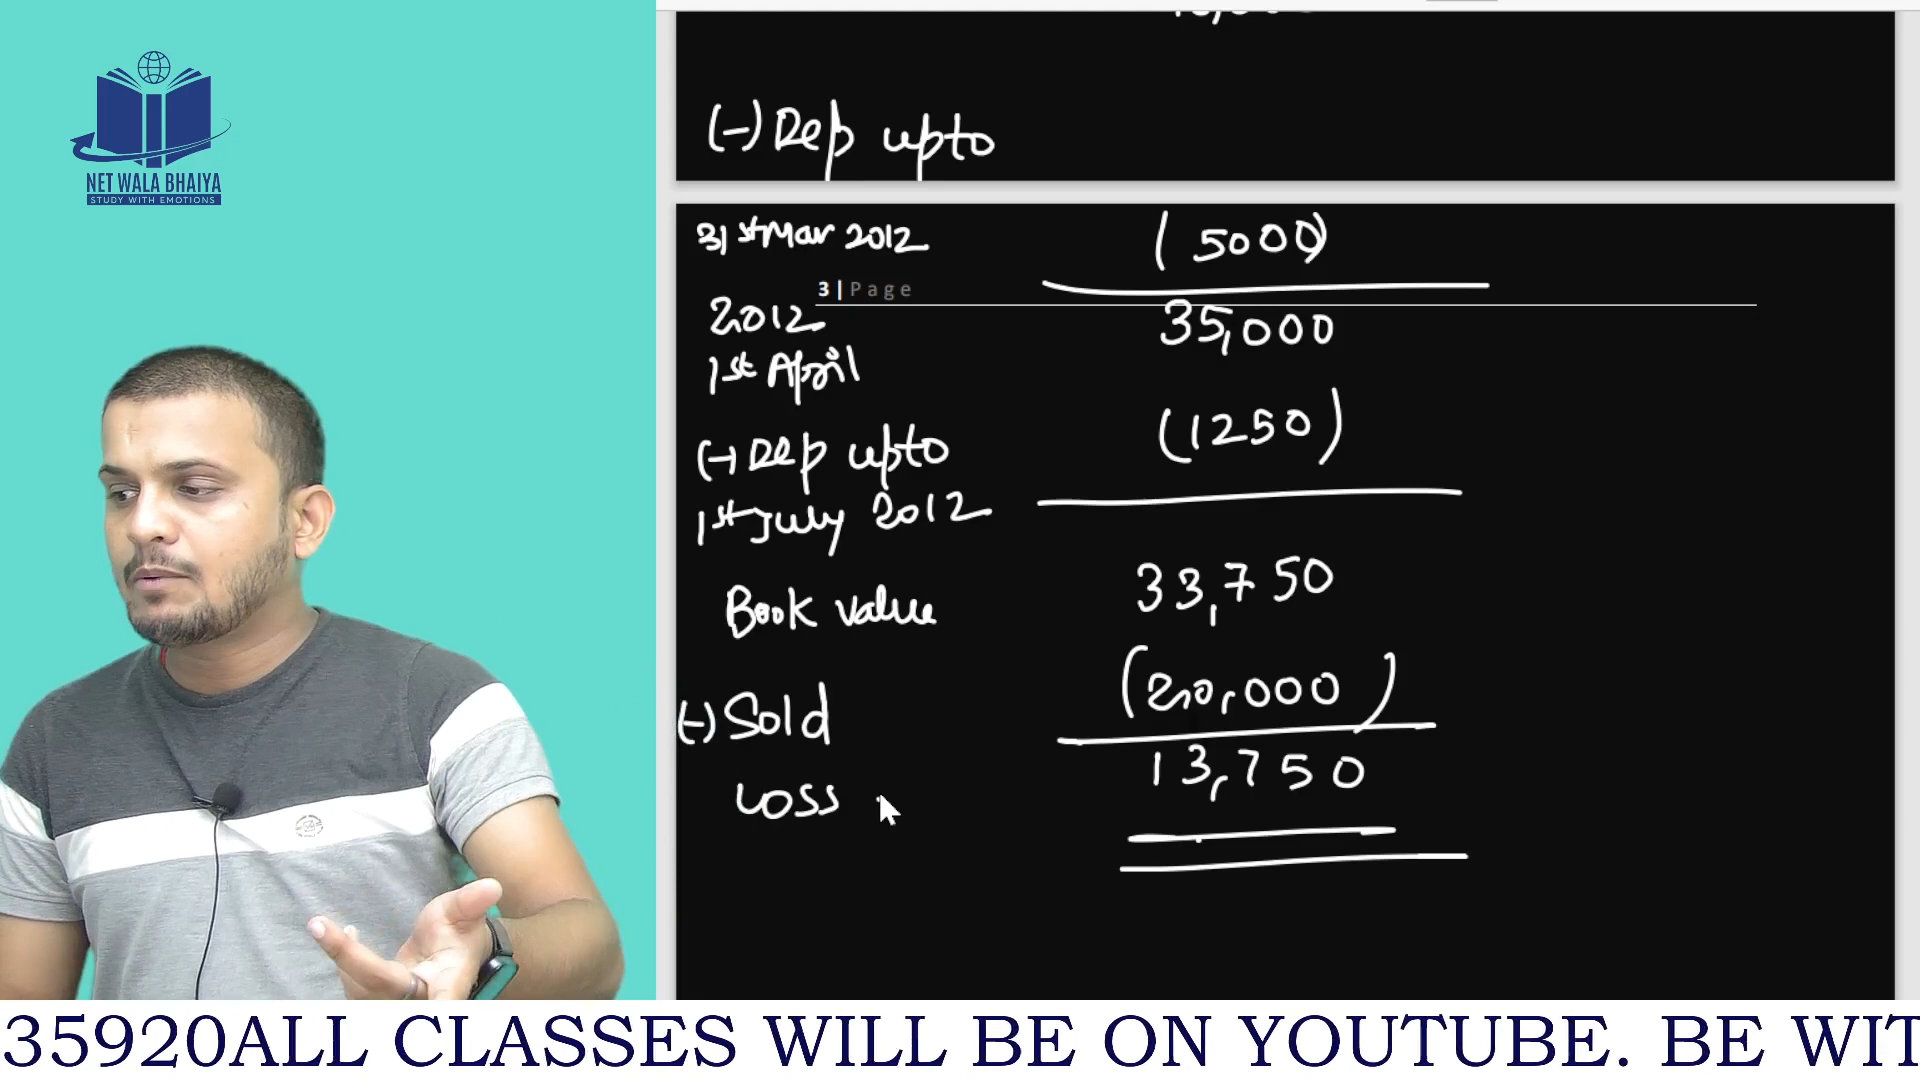 NET WALA BHAIYA
STUDY WITH EMOTIONS
(-) Dep upto
31st Mar 2012 (5000)
3 | Page
2012 35,000
1st April
(-) Dep upto (1250)
1st July 2012
Book value 33,750
(-) Sold (20,000)
Loss 13,750
35920ALL CLASSES WILL BE ON YOUTUBE. BE WIT